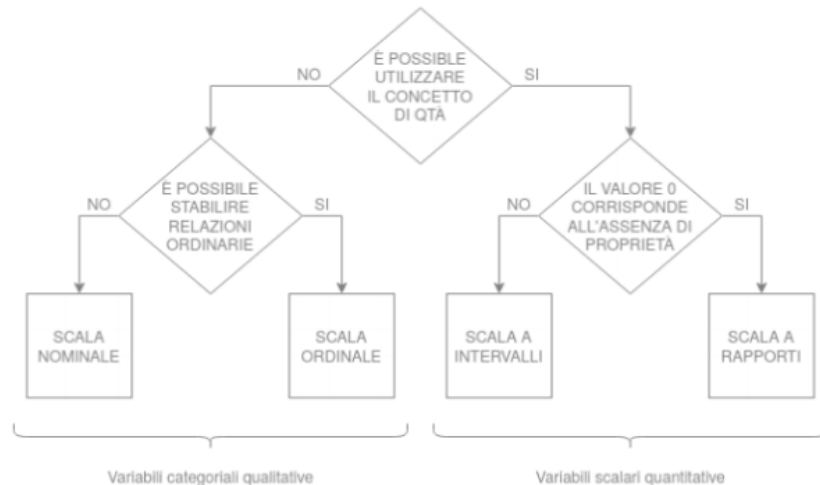 È POSSIBLE
UTILIZZARE
IL CONCETTO
DI QTÀ
NO
SI
È POSSIBILE
STABILIRE
RELAZIONI
ORDINARIE
NO
SI
IL VALORE 0
CORRISPONDE
ALL'ASSENZA DI
PROPRIETÀ
NO
SI
SCALA
NOMINALE
SCALA
ORDINALE
SCALA A
INTERVALLI
SCALA A
RAPPORTI
Variabili categoriali qualitative
Variabili scalari quantitative